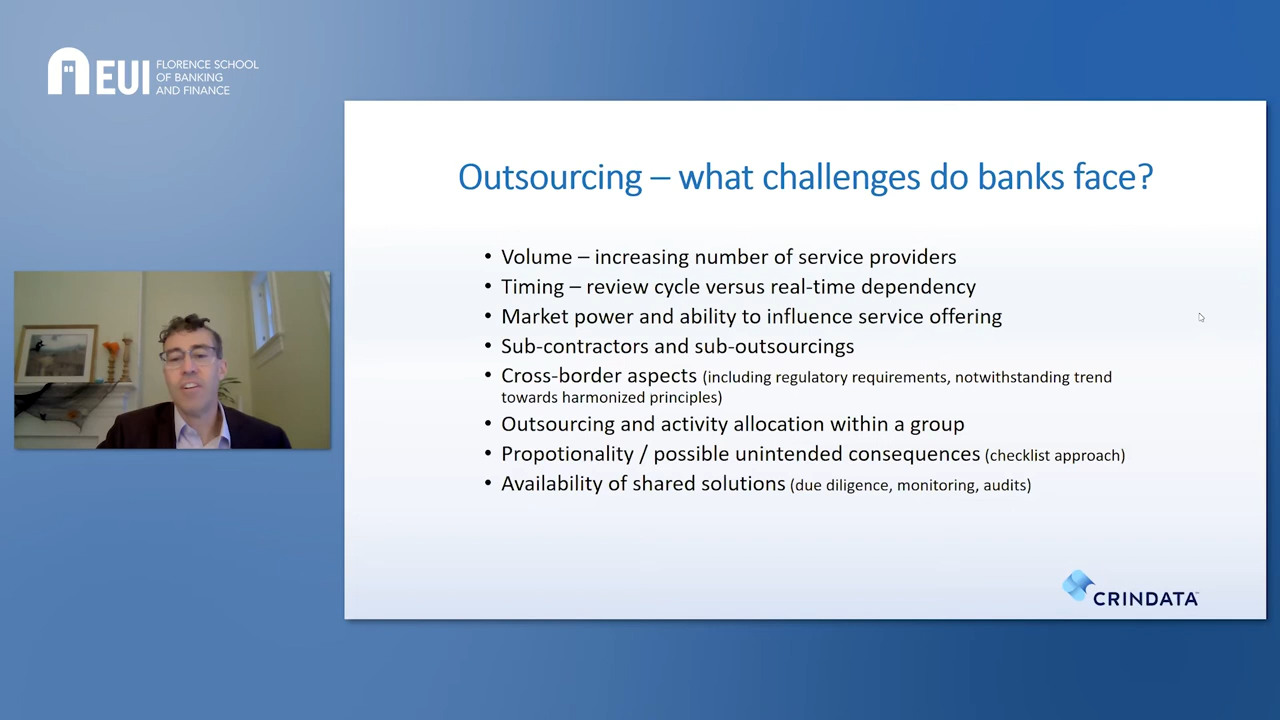 EUI
FLORENCE SCHOOL
OF BANKING
AND FINANCE
Outsourcing – what challenges do banks face?
• Volume – increasing number of service providers
• Timing – review cycle versus real-time dependency
• Market power and ability to influence service offering
• Sub-contractors and sub-outsourcings
• Cross-border aspects (including regulatory requirements, notwithstanding trend
towards harmonized principles)
• Outsourcing and activity allocation within a group
• Propotionality / possible unintended consequences (checklist approach)
• Availability of shared solutions (due diligence, monitoring, audits)
CRINDATA